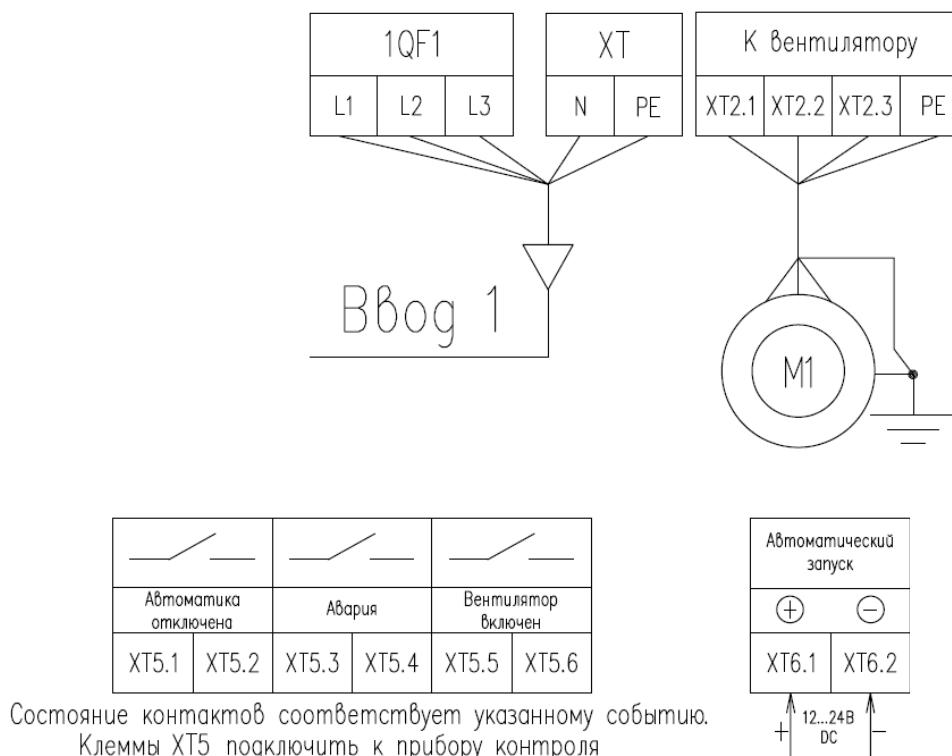 1QF1
XT
К вентилятору
L1 L2 L3
N PE
XT2.1 XT2.2 XT2.3 PE
Ввод 1
M1
Автоматика отключена
Авария
Вентилятор включен
XT5.1 XT5.2 XT5.3 XT5.4 XT5.5 XT5.6
Автоматический
запуск
+ −
XT6.1 XT6.2
Состояние контактов соответствует указанному событию.
Клеммы XT5 подключить к прибору контроля
+ 12...24В −
DC